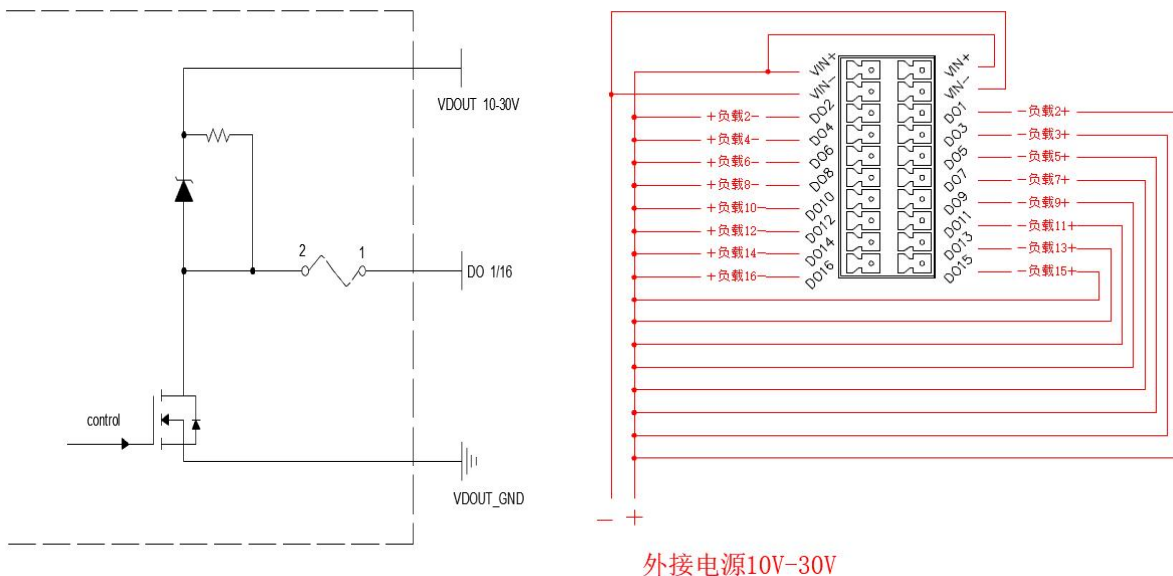 VDOUT 10-30V
2
1
DO 1/16
control
VDOUT_GND
VIN+
VIN+
VIN-
VIN-
+负载2-
DO2
DO1
-负载2+
+负载4-
DO4
DO3
-负载3+
+负载6-
DO6
DO5
-负载5+
+负载8-
DO8
DO7
-负载7+
+负载10-
DO10
DO9
-负载9+
+负载12-
DO12
DO11
-负载11+
+负载14-
DO14
DO13
-负载13+
+负载16-
DO16
DO15
-负载15+
- +
外接电源10V-30V